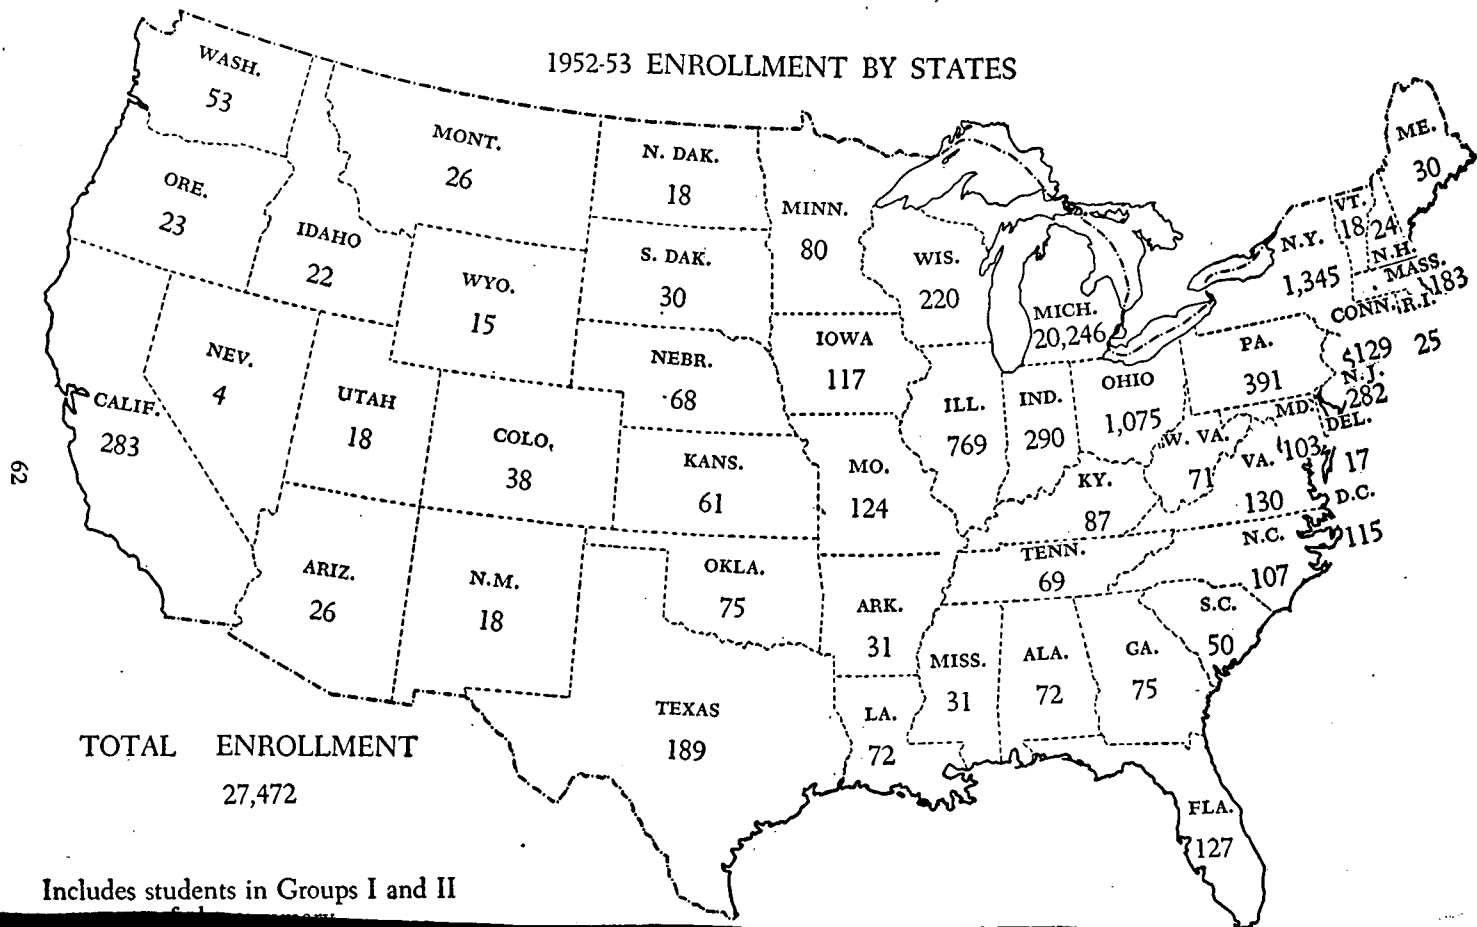 1952-53 ENROLLMENT BY STATES
WASH.
53
ORE.
23
CALIF.
283
NEV.
4
IDAHO
22
MONT.
26
WYO.
15
UTAH
18
COLO.
38
ARIZ.
26
N.M.
18
N. DAK.
18
S. DAK.
30
NEBR.
68
KANS.
61
OKLA.
75
TEXAS
189
MINN.
80
IOWA
117
MO.
124
ARK.
31
LA.
72
WIS.
220
ILL.
769
MICH.
20,246
IND.
290
OHIO
1,075
KY.
87
TENN.
69
MISS.
31
ALA.
72
GA.
75
FLA.
127
S.C.
50
N.C.
107
VA.
130
W. VA.
71
MD.
103
D.C.
115
DEL.
17
N.J.
282
PA.
391
N.Y.
1,345
CONN.
129
R.I.
25
MASS.
183
VT.
18
N.H.
24
ME.
30
62
TOTAL ENROLLMENT
27,472
Includes students in Groups I and II